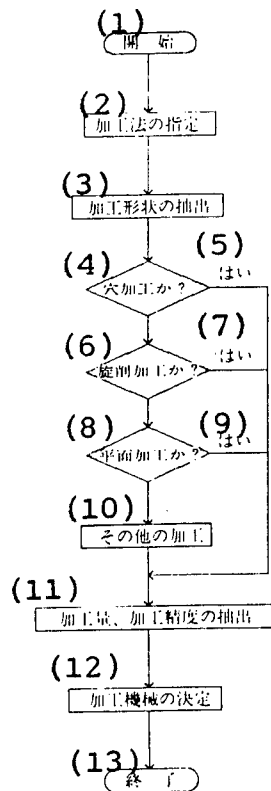 (1)
開 始
(2)
加工法の指定
(3)
加工形状の抽出
(4)
穴加工か?
(5)
はい
(6)
旋削加工か?
(7)
はい
(8)
平面加工か?
(9)
はい
(10)
その他の加工
(11)
加工量、加工精度の抽出
(12)
加工機械の決定
(13)
終 了